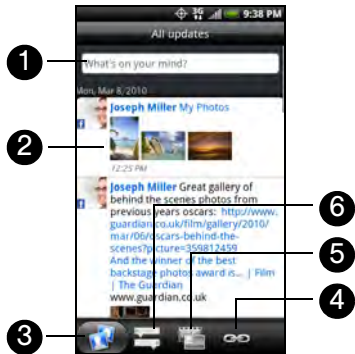 3G 9:38 PM
All updates
1
What's on your mind?
Mon, Mar 8, 2010
2
Joseph Miller My Photos
12:25 PM
Joseph Miller Great gallery of
behind the scenes photos from
previous years oscars: http://www.
guardian.co.uk/film/gallery/2010/
mar/06/oscars-behind-the-
scenes?picture=359812459
And the winner of the best
backstage photos award is... | Film
| The Guardian
www.guardian.co.uk
6
5
4
3